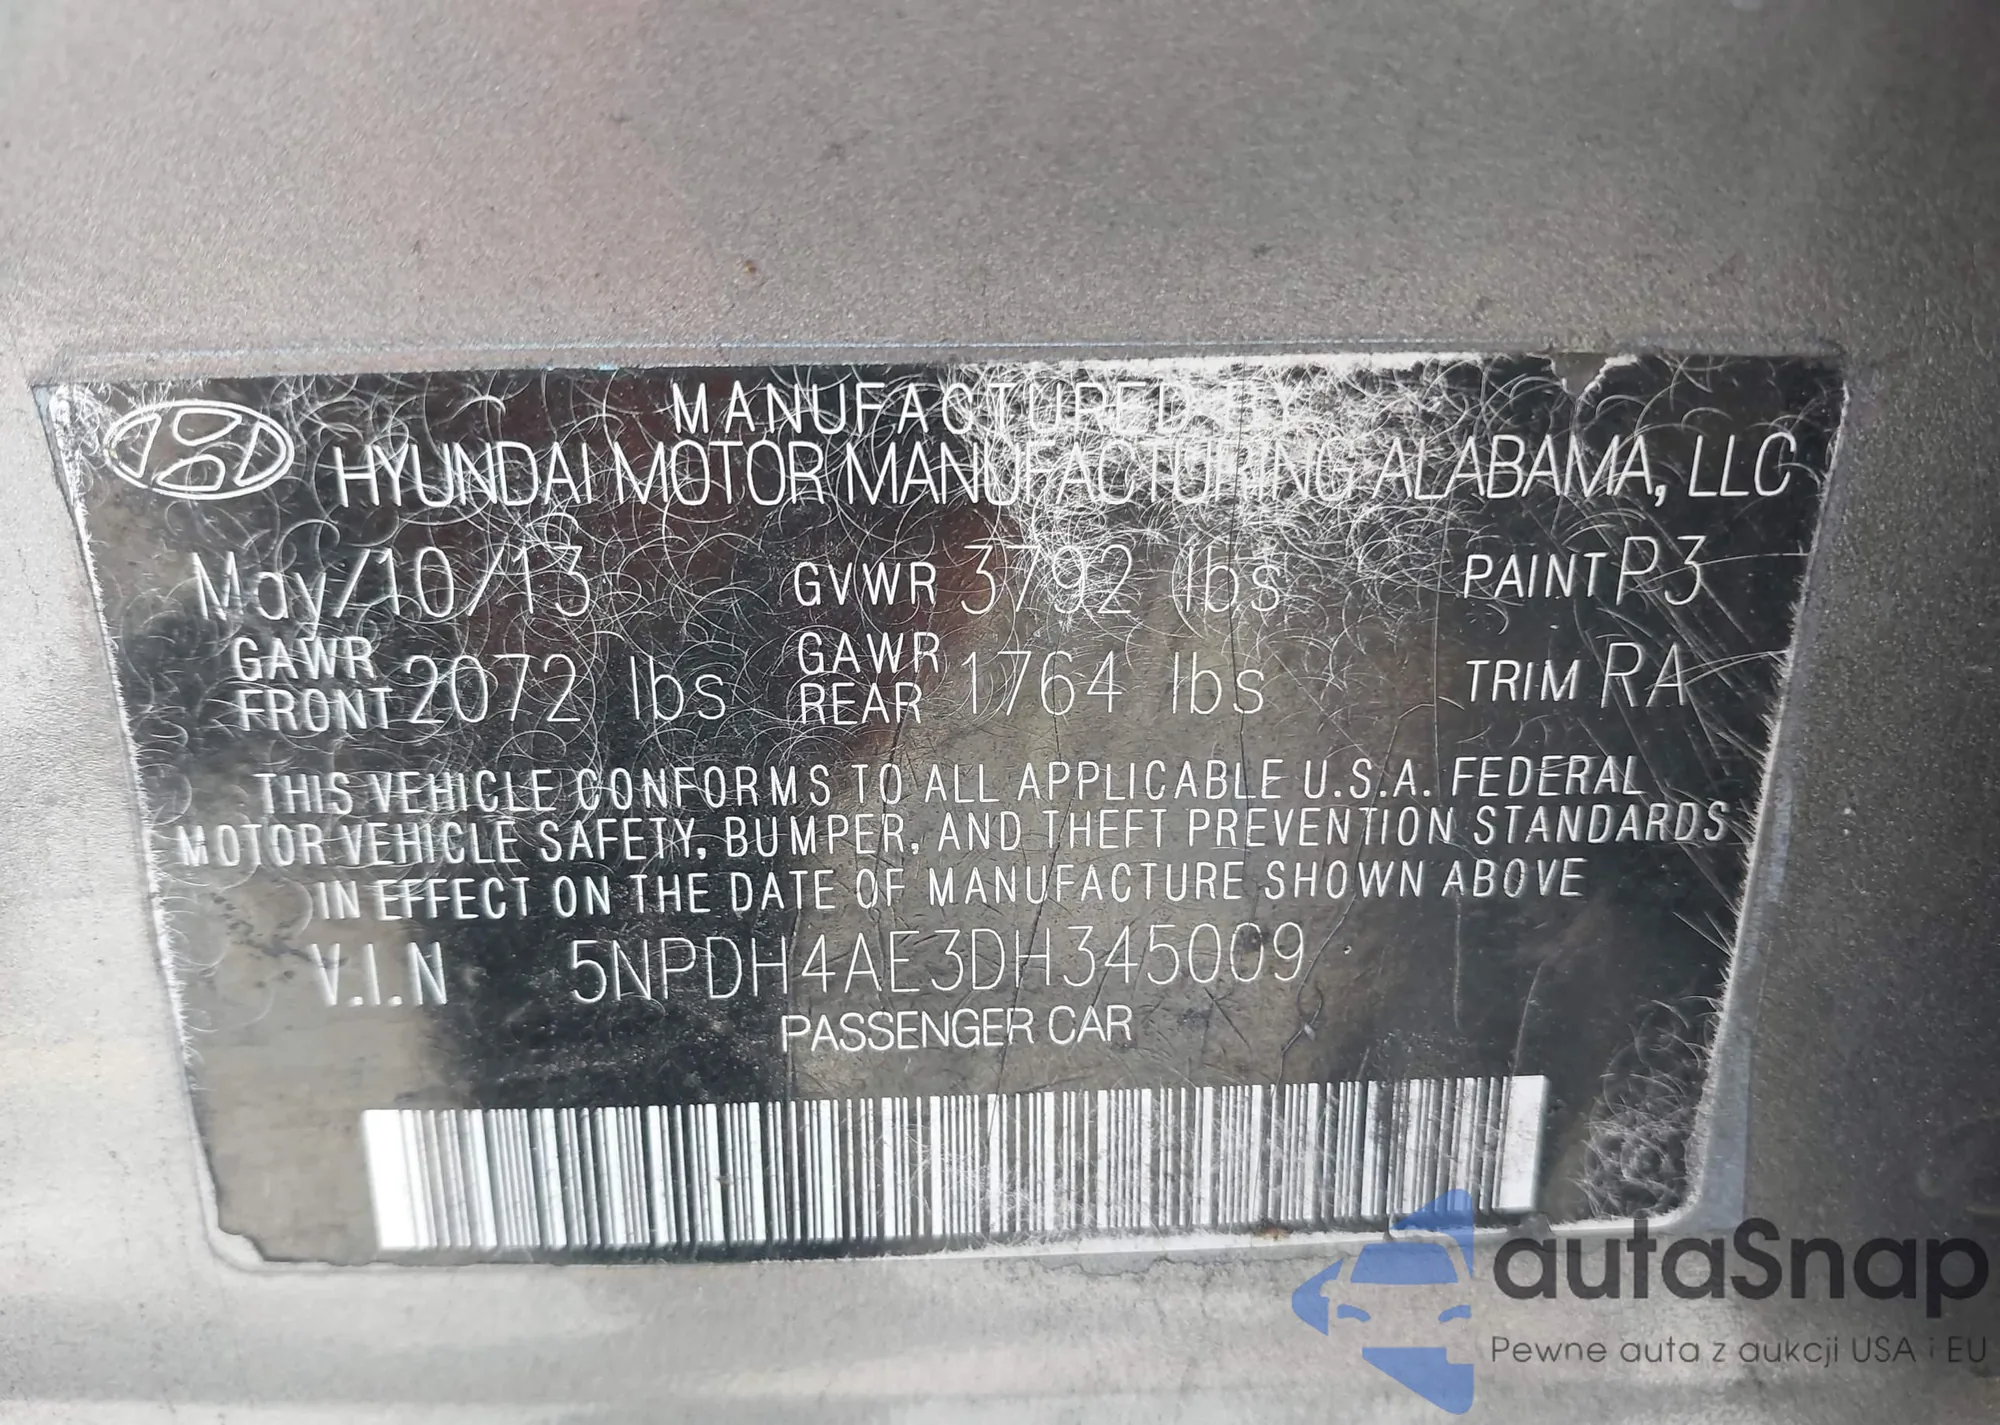 MANUFACTURED BY
HYUNDAI MOTOR MANUFACTURING ALABAMA, LLC
May/10/13 GVWR 3792 lbs PAINT P3
GAWR FRONT 2072 lbs GAWR REAR 1764 lbs TRIM RA
THIS VEHICLE CONFORMS TO ALL APPLICABLE U.S.A. FEDERAL
MOTOR VEHICLE SAFETY, BUMPER, AND THEFT PREVENTION STANDARDS
IN EFFECT ON THE DATE OF MANUFACTURE SHOWN ABOVE
V.I.N 5NPDH4AE3DH345009
PASSENGER CAR
autaSnap
Pewne auta z aukcji USA i EU